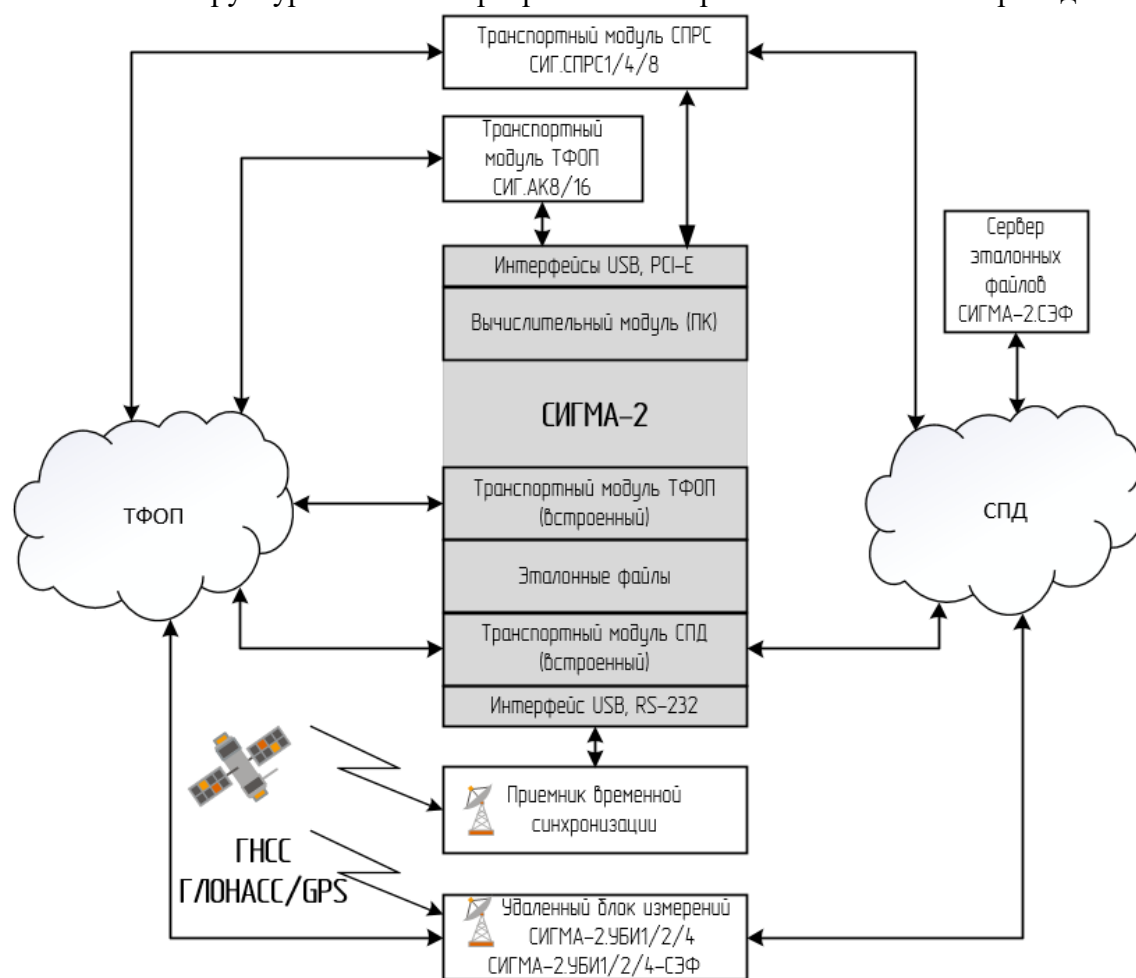 Транспортный модуль СПРС
СИГ.СПРС1/4/8
Транспортный
модуль ТФОП
СИГ.АК8/16
Интерфейсы USB, PCI-E
Вычислительный модуль (ПК)
СИГМА-2
Сервер
эталонных
файлов
СИГМА-2.СЭФ
ТФОП
СПД
Транспортный модуль ТФОП
(встроенный)
Эталонные файлы
Транспортный модуль СПД
(встроенный)
Интерфейс USB, RS-232
Приемник временной
синхронизации
ГНСС
ГЛОНАСС/GPS
Удаленный блок измерений
СИГМА-2.УБИ1/2/4
СИГМА-2.УБИ1/2/4-СЭФ